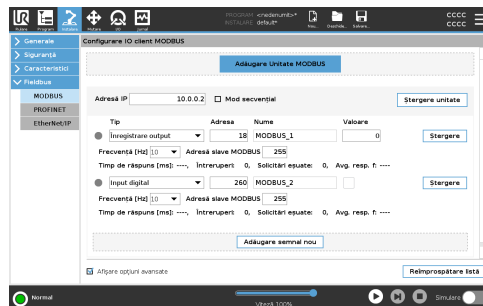 Rulare Program Instalare Mutare I/O Jurnal
PROGRAM <nedenumit>*
INSTALARE default*
Nou... Deschide... Salvare...
CCCC
CCCC
Generale
Siguranță
Caracteristici
Fieldbus
MODBUS
PROFINET
EtherNet/IP
Configurare IO client MODBUS
Adăugare Unitate MODBUS
Adresă IP 10.0.0.2 Mod secvențial Ștergere unitate
Tip Adresa Nume Valoare
Înregistrare output 18 MODBUS_1 0 Ștergere
Frecvență [Hz] 10 Adresă slave MODBUS 255
Timp de răspuns [ms]: ----, Întreruperi: 0, Solicitări eșuate: 0, Avg. resp. f: ----
Input digital 260 MODBUS_2 Ștergere
Frecvență [Hz] 10 Adresă slave MODBUS 255
Timp de răspuns [ms]: ----, Întreruperi: 0, Solicitări eșuate: 0, Avg. resp. f: ----
Adăugare semnal nou
Afișare opțiuni avansate Reîmprospătare listă
Normal
Viteză 100%
Simulare